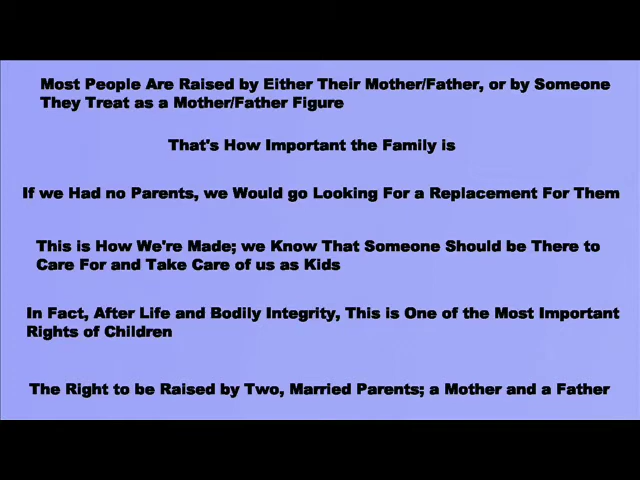 Most People Are Raised by Either Their Mother/Father, or by Someone
They Treat as a Mother/Father Figure
That's How Important the Family is
If we Had no Parents, we Would go Looking For a Replacement For Them
This is How We're Made; we Know That Someone Should be There to
Care For and Take Care of us as Kids
In Fact, After Life and Bodily Integrity, This is One of the Most Important
Rights of Children
The Right to be Raised by Two, Married Parents; a Mother and a Father